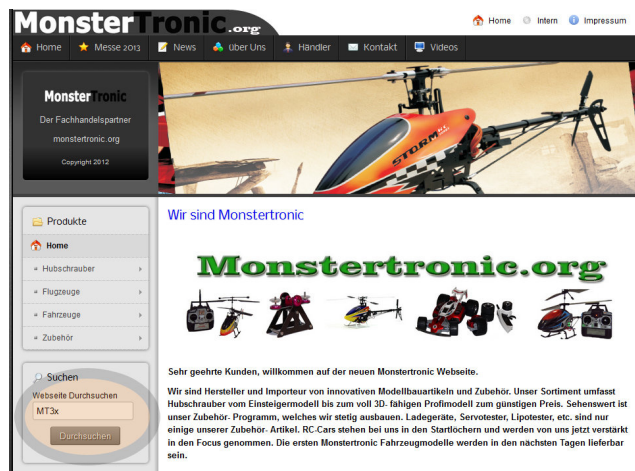 MonsterTronic.org
Home Intern Impressum
Home Messe 2013 News über Uns Händler Kontakt Videos
MonsterTronic
Der Fachhandelspartner
monstertronic.org
Copyright 2012
STORM
Produkte
Home
Hubschrauber
Flugzeuge
Fahrzeuge
Zubehör
Suchen
Webseite Durchsuchen
MT3x
Durchsuchen
Wir sind Monstertronic
Monstertronic.org
Sehr geehrte Kunden, willkommen auf der neuen Monstertronic Webseite.
Wir sind Hersteller und Importeur von innovativen Modellbauartikeln und Zubehör. Unser Sortiment umfasst
Hubschrauber vom Einsteigermodell bis zum voll 3D- fähigen Profimodell zum günstigen Preis. Sehenswert ist
unser Zubehör- Programm, welches wir stetig ausbauen. Ladegeräte, Servotester, Lipotester, etc. sind nur
einige unserer Zubehör- Artikel. RC-Cars stehen bei uns in den Startlöchern und werden von uns jetzt verstärkt
in den Focus genommen. Die ersten Monstertronic Fahrzeugmodelle werden in den nächsten Tagen lieferbar
sein.